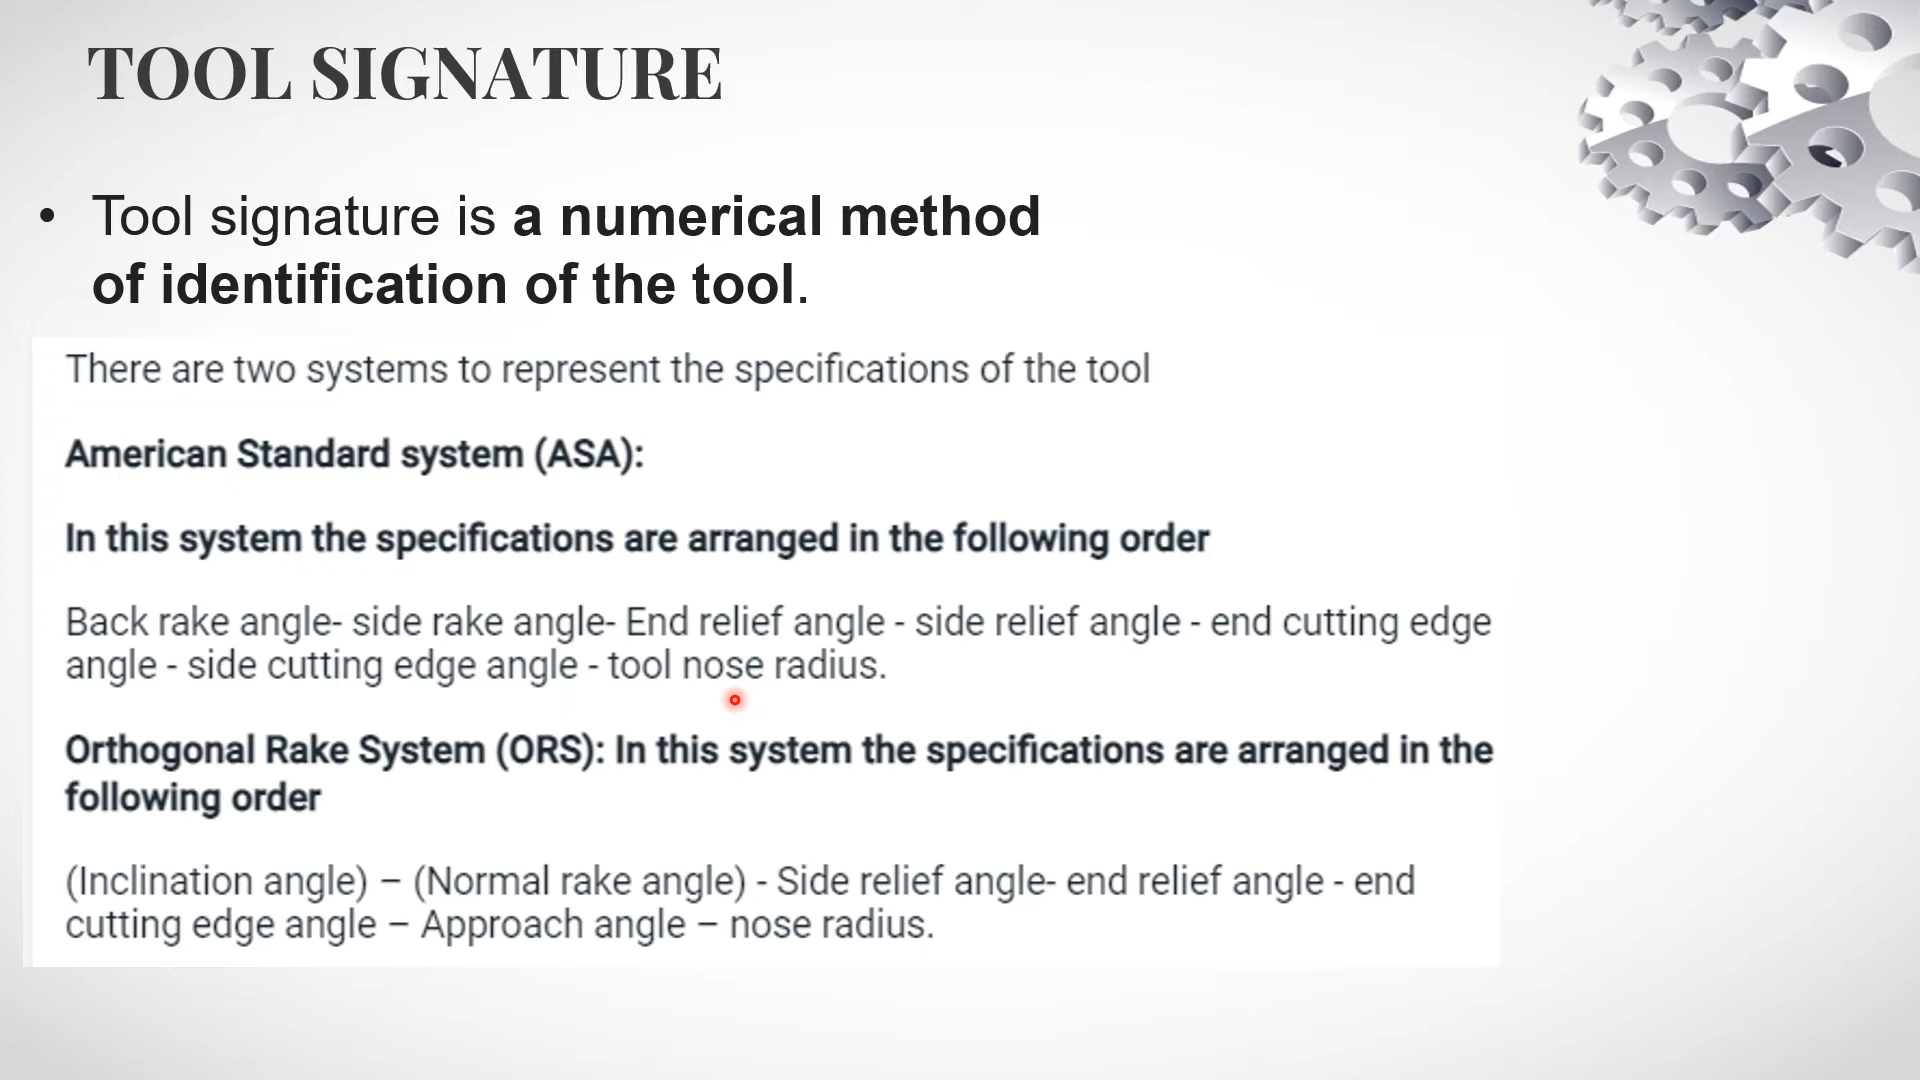 TOOL SIGNATURE
• Tool signature is a numerical method
of identification of the tool.
There are two systems to represent the specifications of the tool
American Standard system (ASA):
In this system the specifications are arranged in the following order
Back rake angle- side rake angle- End relief angle - side relief angle - end cutting edge
angle - side cutting edge angle - tool nose radius.
Orthogonal Rake System (ORS): In this system the specifications are arranged in the
following order
(Inclination angle) – (Normal rake angle) - Side relief angle- end relief angle - end
cutting edge angle – Approach angle – nose radius.